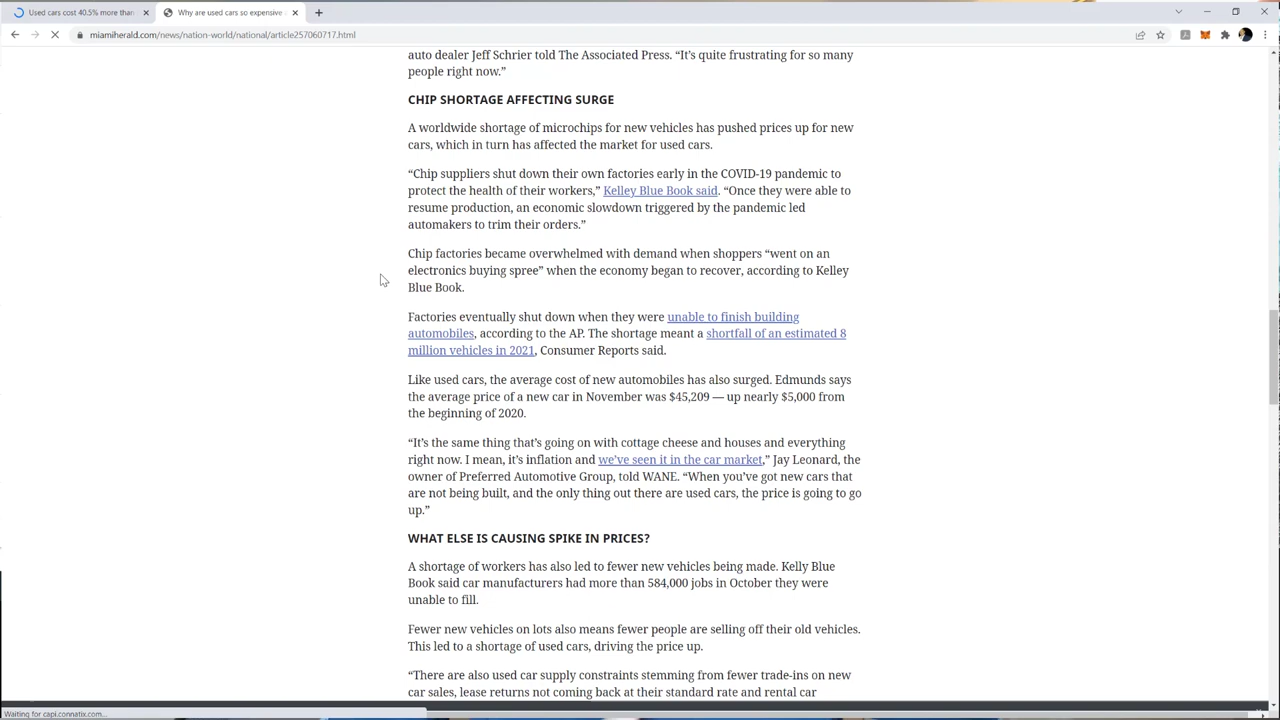 Used cars cost 40.5% more than
Why are used cars so expensive
miamiherald.com/news/nation-world/national/article257060717.html
auto dealer Jeff Schrier told The Associated Press. “It’s quite frustrating for so many
people right now.”
CHIP SHORTAGE AFFECTING SURGE
A worldwide shortage of microchips for new vehicles has pushed prices up for new
cars, which in turn has affected the market for used cars.
“Chip suppliers shut down their own factories early in the COVID-19 pandemic to
protect the health of their workers,” Kelley Blue Book said. “Once they were able to
resume production, an economic slowdown triggered by the pandemic led
automakers to trim their orders.”
Chip factories became overwhelmed with demand when shoppers “went on an
electronics buying spree” when the economy began to recover, according to Kelley
Blue Book.
Factories eventually shut down when they were unable to finish building
automobiles, according to the AP. The shortage meant a shortfall of an estimated 8
million vehicles in 2021, Consumer Reports said.
Like used cars, the average cost of new automobiles has also surged. Edmunds says
the average price of a new car in November was $45,209 — up nearly $5,000 from
the beginning of 2020.
“It’s the same thing that’s going on with cottage cheese and houses and everything
right now. I mean, it’s inflation and we’ve seen it in the car market,” Jay Leonard, the
owner of Preferred Automotive Group, told WANE. “When you’ve got new cars that
are not being built, and the only thing out there are used cars, the price is going to go
up.”
WHAT ELSE IS CAUSING SPIKE IN PRICES?
A shortage of workers has also led to fewer new vehicles being made. Kelly Blue
Book said car manufacturers had more than 584,000 jobs in October they were
unable to fill.
Fewer new vehicles on lots also means fewer people are selling off their old vehicles.
This led to a shortage of used cars, driving the price up.
“There are also used car supply constraints stemming from fewer trade-ins on new
car sales, lease returns not coming back at their standard rate and rental car
Waiting for capi.connatix.com...